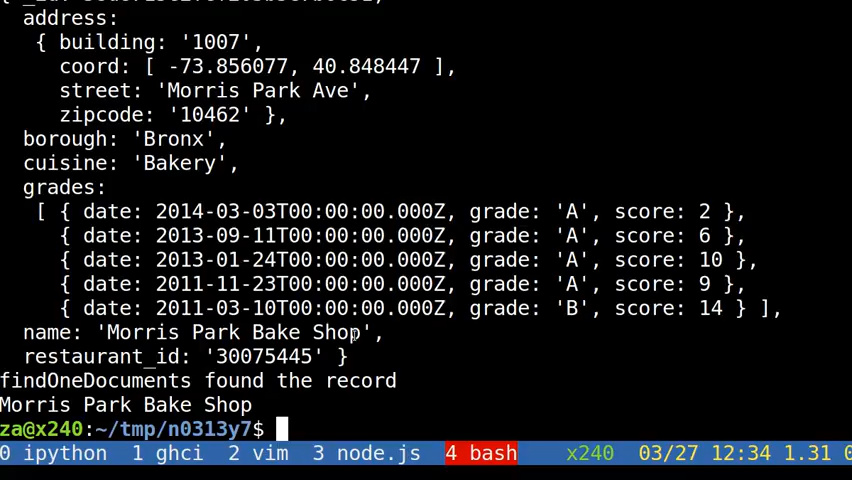 address:
{ building: '1007',
coord: [ -73.856077, 40.848447 ],
street: 'Morris Park Ave',
zipcode: '10462' },
borough: 'Bronx',
cuisine: 'Bakery',
grades:
[ { date: 2014-03-03T00:00:00.000Z, grade: 'A', score: 2 },
{ date: 2013-09-11T00:00:00.000Z, grade: 'A', score: 6 },
{ date: 2013-01-24T00:00:00.000Z, grade: 'A', score: 10 },
{ date: 2011-11-23T00:00:00.000Z, grade: 'A', score: 9 },
{ date: 2011-03-10T00:00:00.000Z, grade: 'B', score: 14 } ],
name: 'Morris Park Bake Shop',
restaurant_id: '30075445' }
findOneDocuments found the record
Morris Park Bake Shop
za@x240:~/tmp/n0313y7$
0 ipython 1 ghci 2 vim 3 node.js 4 bash x240 03/27 12:34 1.31 0